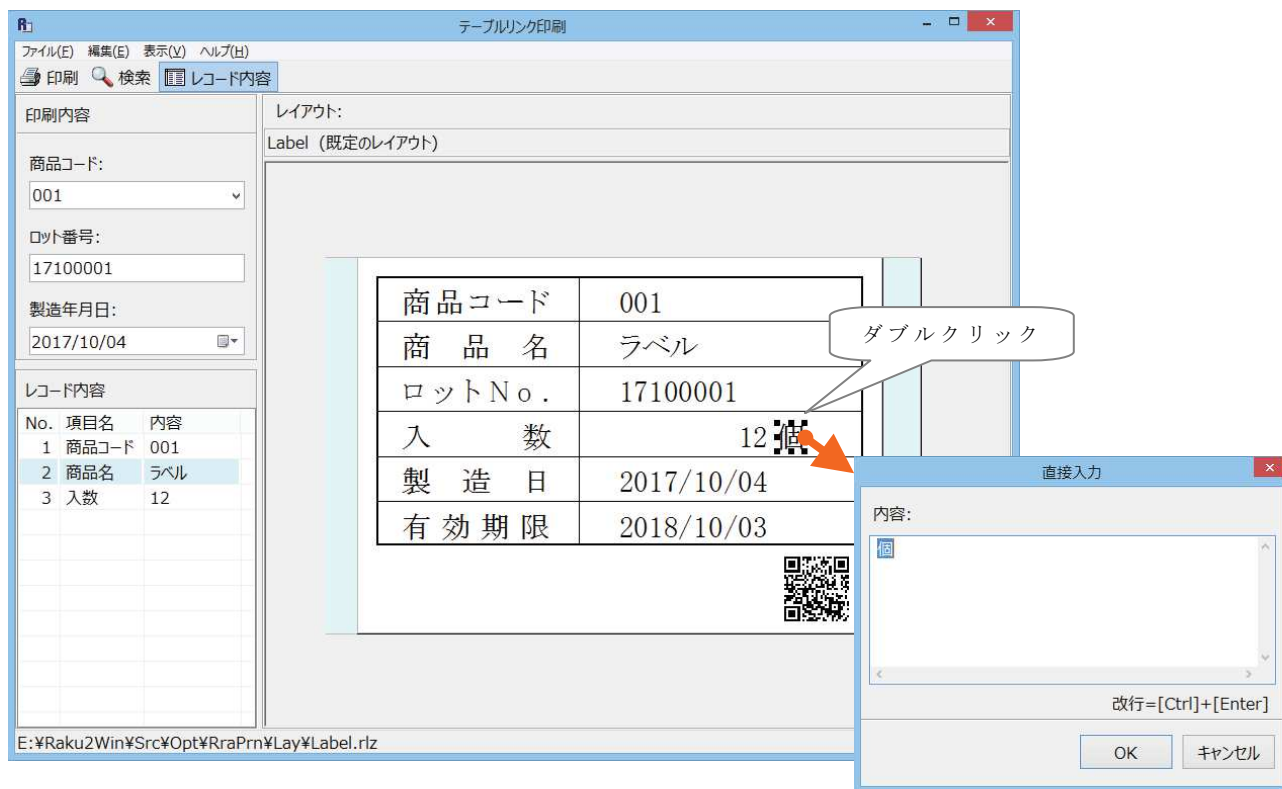 テーブルリンク印刷
ファイル(F) 編集(E) 表示(V) ヘルプ(H)
印刷 検索 レコード内容
印刷内容
商品コード:
001
ロット番号:
17100001
製造年月日:
2017/10/04
レコード内容
No. 項目名 内容
1 商品コード 001
2 商品名 ラベル
3 入数 12
レイアウト:
Label (既定のレイアウト)
商品コード 001
商品名 ラベル
ロットNo. 17100001
入数 12 個
製造日 2017/10/04
有効期限 2018/10/03
ダブルクリック
直接入力
内容:
個
改行=[Ctrl]+[Enter]
OK キャンセル
E:¥Raku2Win¥Src¥Opt¥RraPrn¥Lay¥Label.rlz